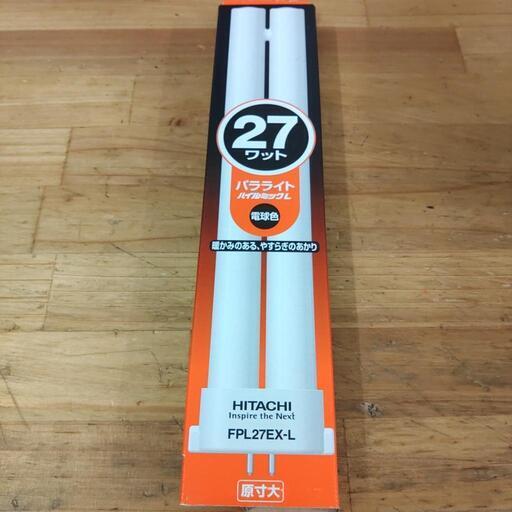 27
ワット
パラライト
ハイルミックL
電球色
暖かみのある、やすらぎのあかり
HITACHI
Inspire the Next
FPL27EX-L
原寸大